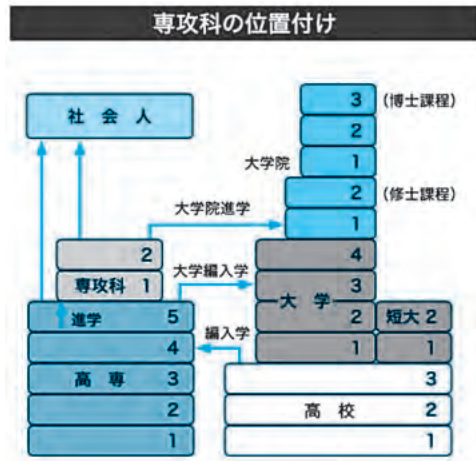 専攻科の位置付け
社 会 人
3 (博士課程)
2
大学院 1
2 (修士課程)
大学院進学
1
2
4
専攻科 1
大学編入学
3
大 学
進学 5
2 短大 2
4
編入学
1 1
高 専 3
3
2
高 校 2
1
1